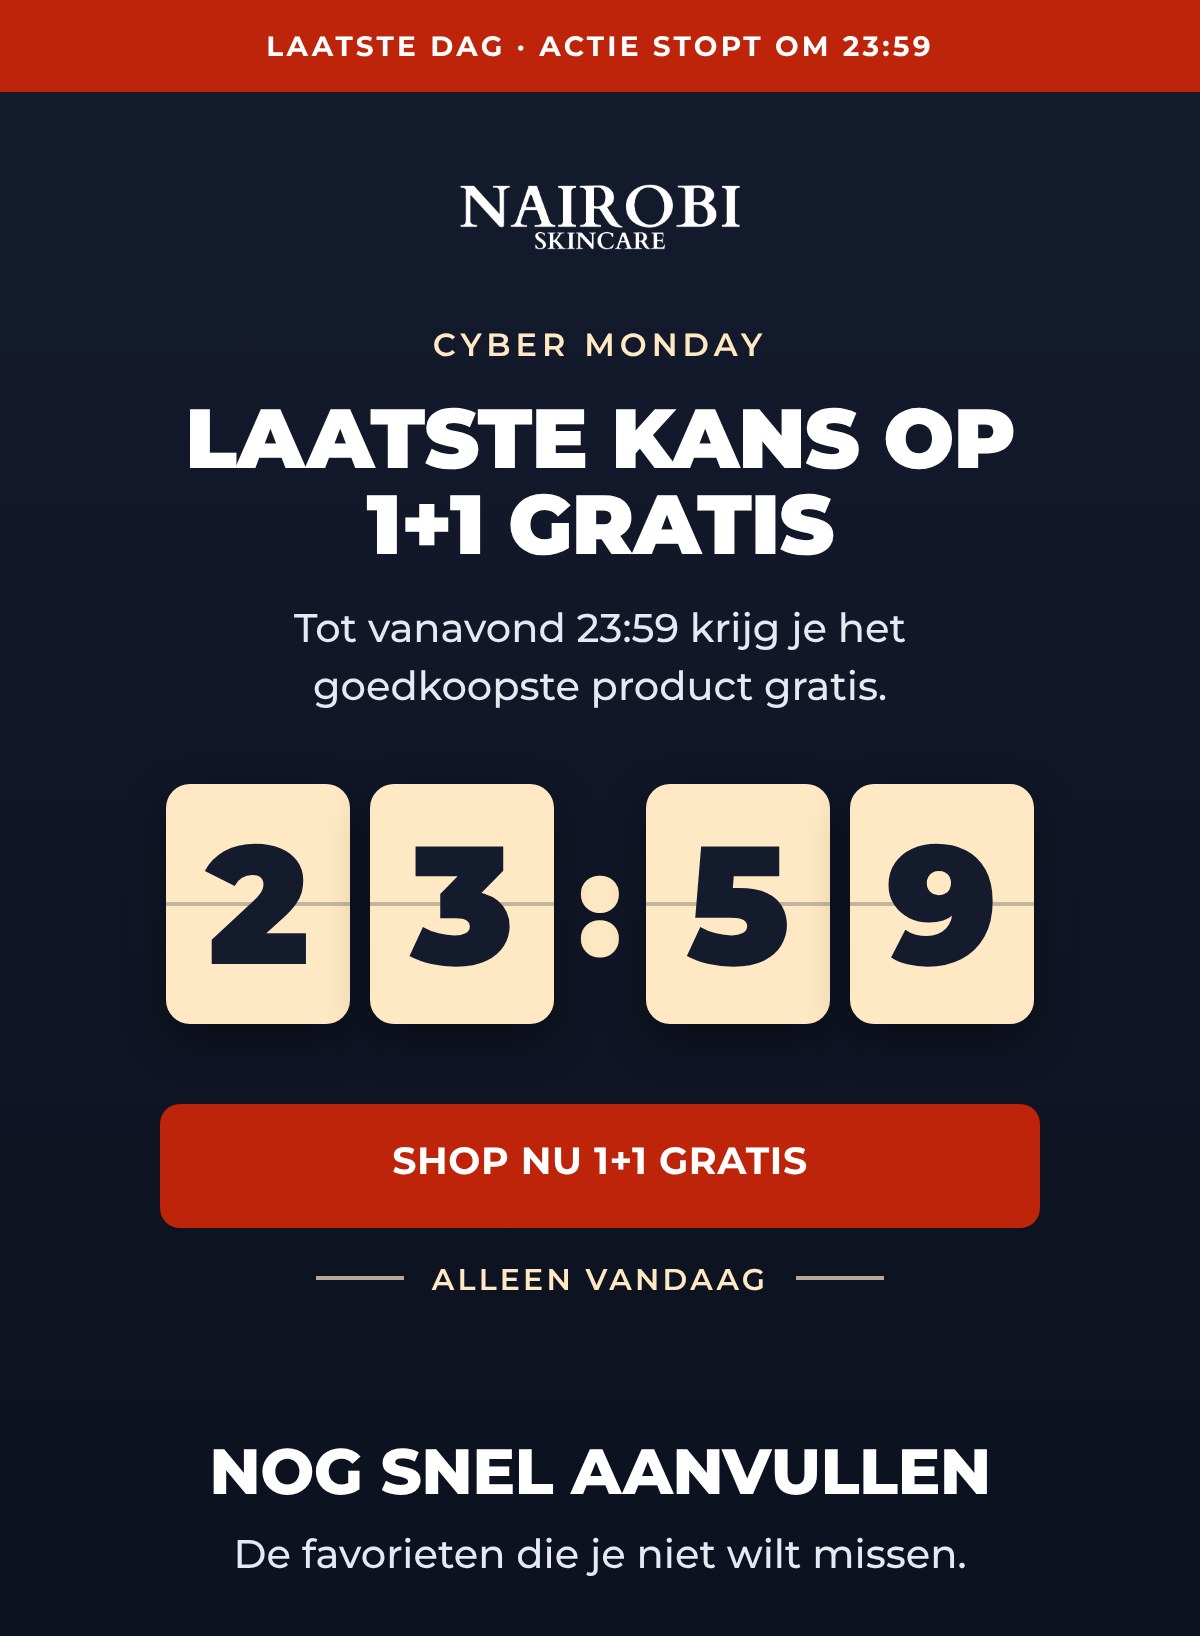 LAATSTE DAG · ACTIE STOPT OM 23:59
NAIROBI
SKINCARE
CYBER MONDAY
LAATSTE KANS OP
1+1 GRATIS
Tot vanavond 23:59 krijg je het
goedkoopste product gratis.
23:59
SHOP NU 1+1 GRATIS
ALLEEN VANDAAG
NOG SNEL AANVULLEN
De favorieten die je niet wilt missen.